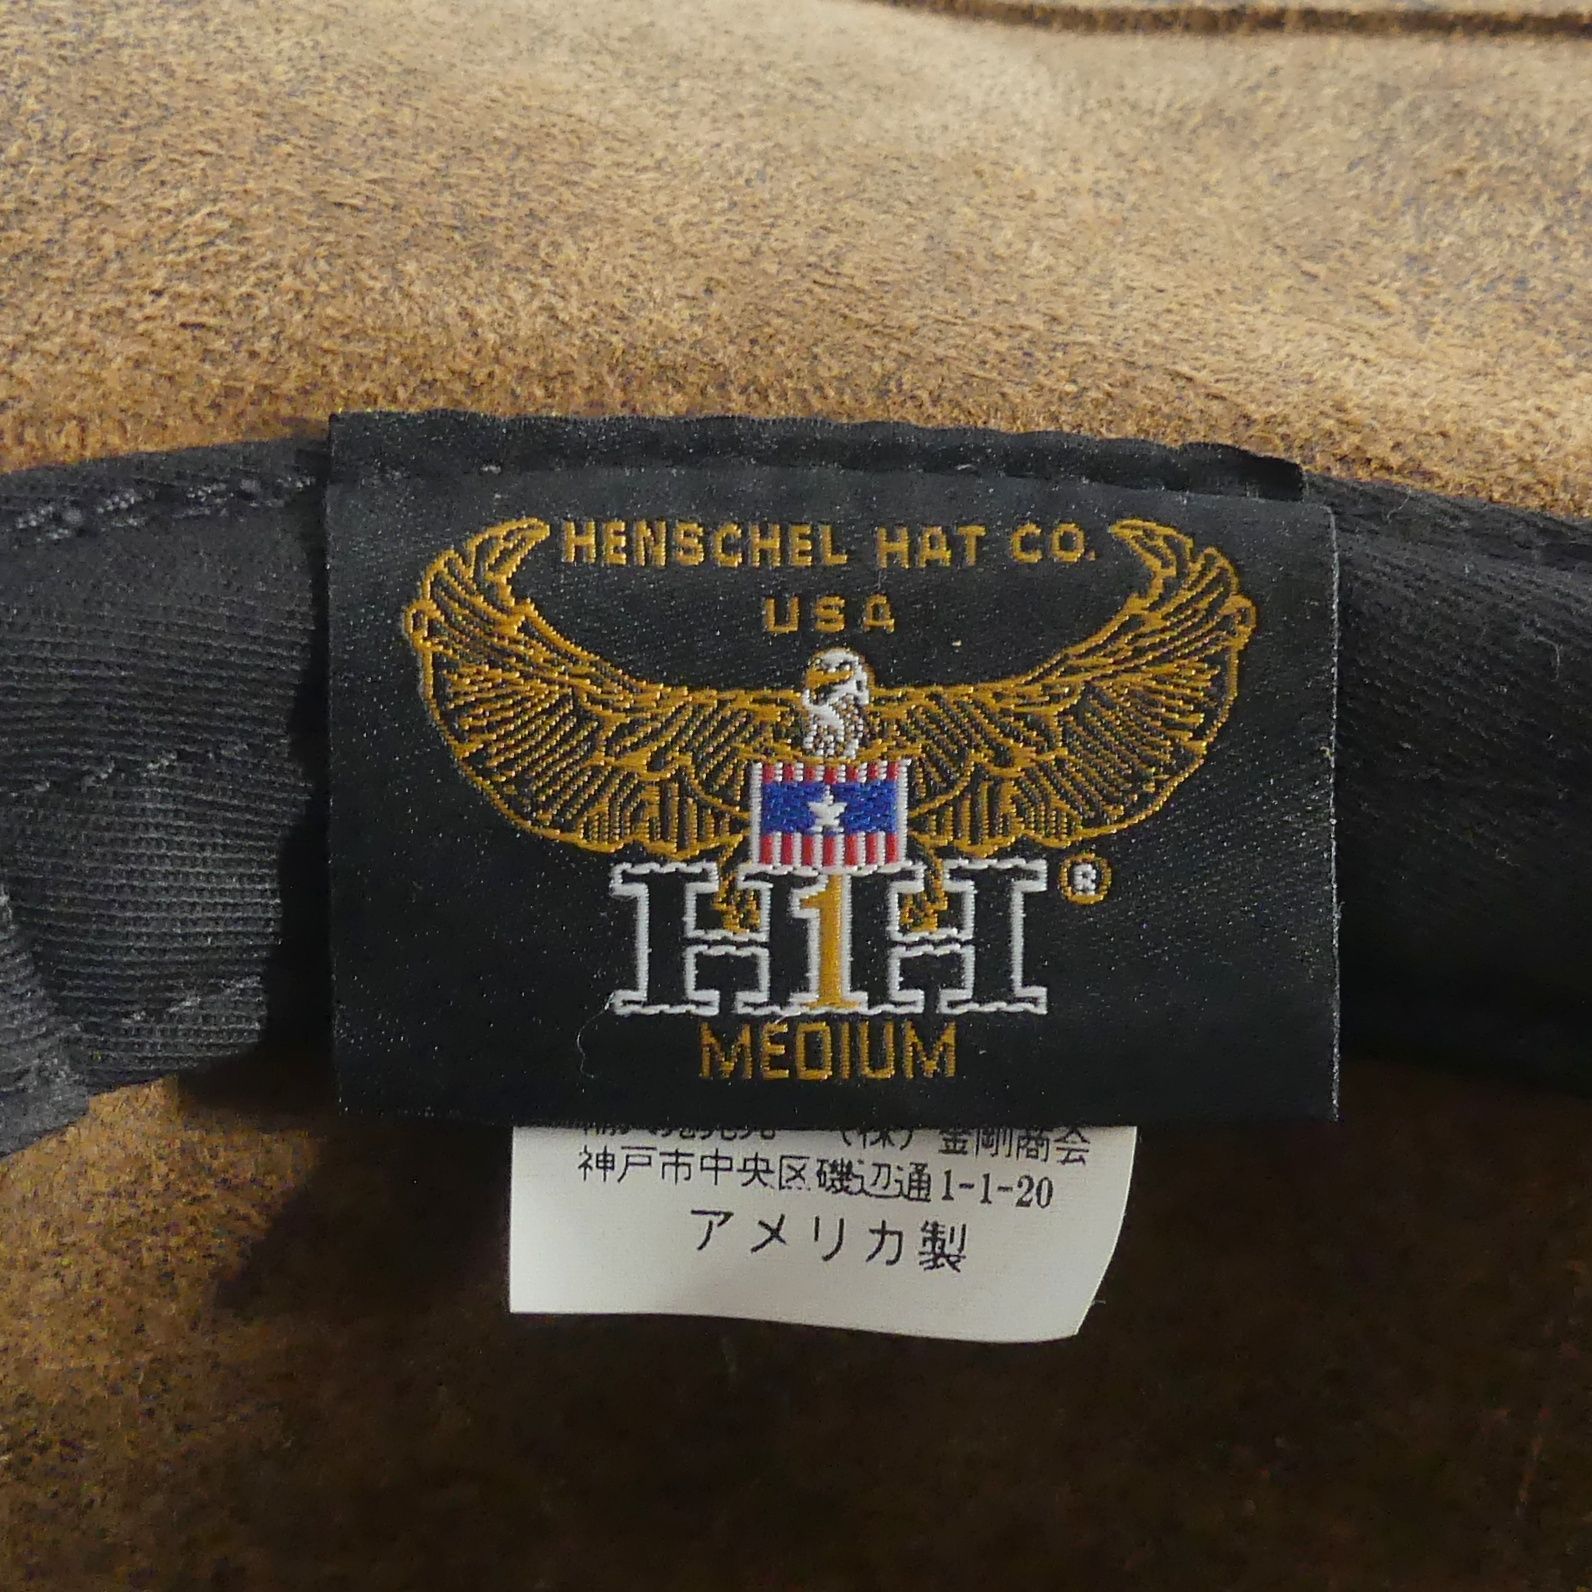 HENSCHEL HAT CO.
USA
H1H ®
MEDIUM
(株) 金剛商会
神戸市中央区磯辺通1-1-20
アメリカ製